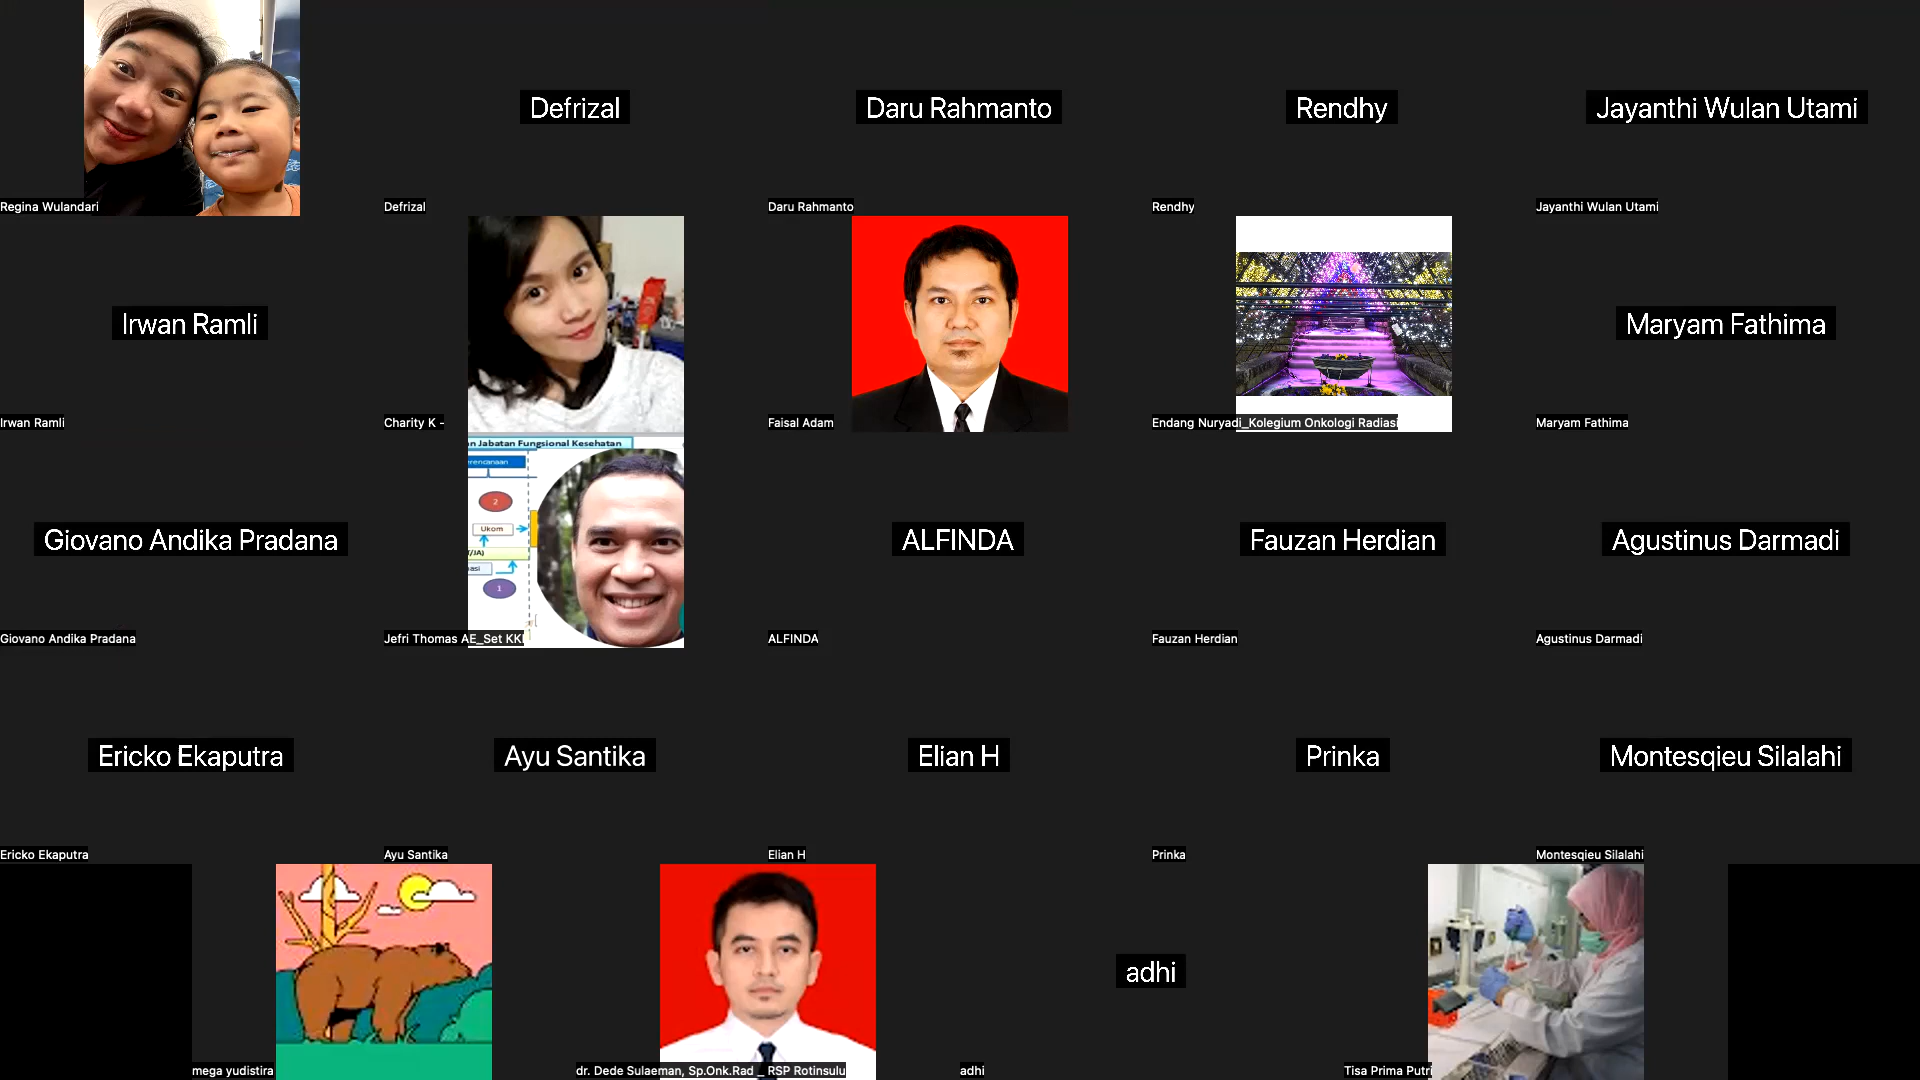 Defrizal
Daru Rahmanto
Rendhy
Jayanthi Wulan Utami
Regina Wulandari
Defrizal
Daru Rahmanto
Rendhy
Jayanthi Wulan Utami
Irwan Ramli
Maryam Fathima
Irwan Ramli
Charity K -
Faisal Adam
Endang Nuryadi_Kolegium Onkologi Radiasi
Maryam Fathima
Jabatan Fungsional Kesehatan
2
Ukom
1
Giovano Andika Pradana
ALFINDA
Fauzan Herdian
Agustinus Darmadi
Giovano Andika Pradana
Jefri Thomas AE_Set KKI
ALFINDA
Fauzan Herdian
Agustinus Darmadi
Ericko Ekaputra
Ayu Santika
Elian H
Prinka
Montesqieu Silalahi
Ericko Ekaputra
Ayu Santika
Elian H
Prinka
Montesqieu Silalahi
adhi
mega yudistira
dr. Dede Sulaeman, Sp.Onk.Rad _ RSP Rotinsulu
adhi
Tisa Prima Putri